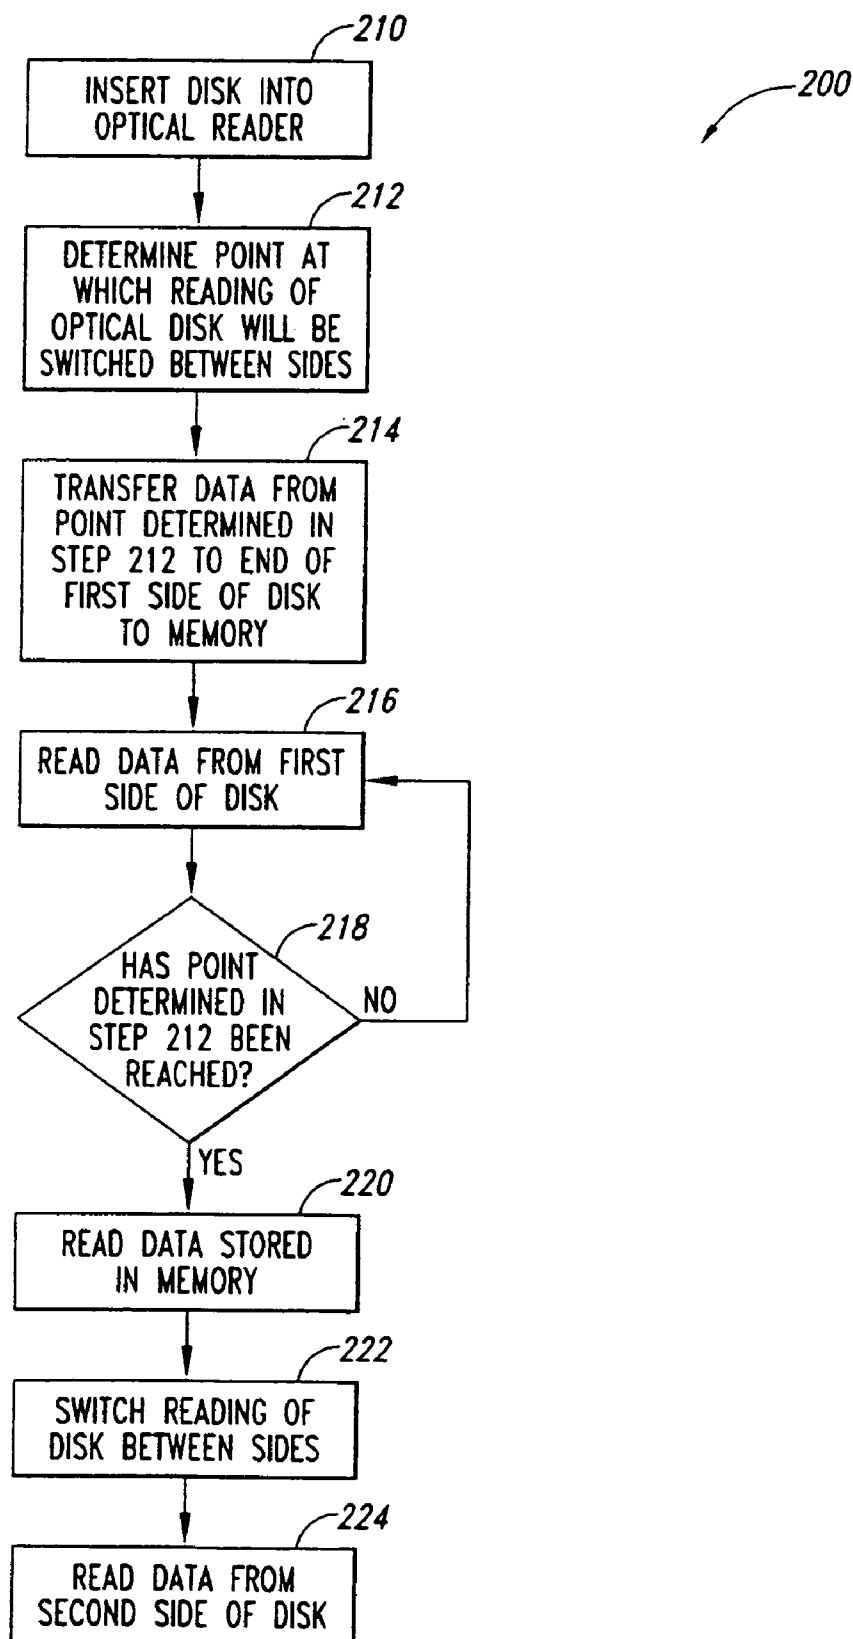 210
INSERT DISK INTO
OPTICAL READER
200
212
DETERMINE POINT AT
WHICH READING OF
OPTICAL DISK WILL BE
SWITCHED BETWEEN SIDES
214
TRANSFER DATA FROM
POINT DETERMINED IN
STEP 212 TO END OF
FIRST SIDE OF DISK
TO MEMORY
216
READ DATA FROM FIRST
SIDE OF DISK
218
HAS POINT
DETERMINED IN
STEP 212 BEEN
REACHED?
NO
YES
220
READ DATA STORED
IN MEMORY
222
SWITCH READING OF
DISK BETWEEN SIDES
224
READ DATA FROM
SECOND SIDE OF DISK